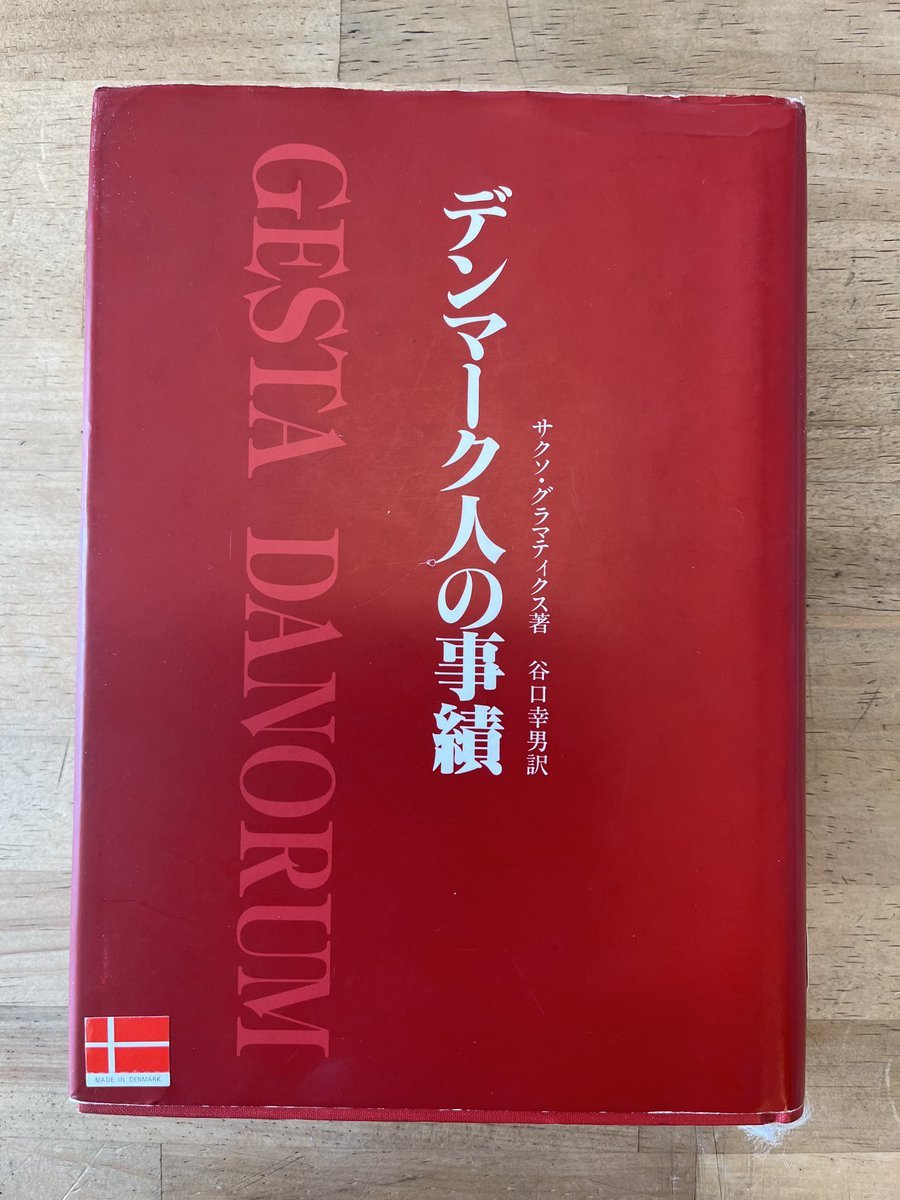 デンマーク人の事績
サクソ・グラマティクス著 谷口幸男訳
GESTA DANORUM
MADE IN DENMARK